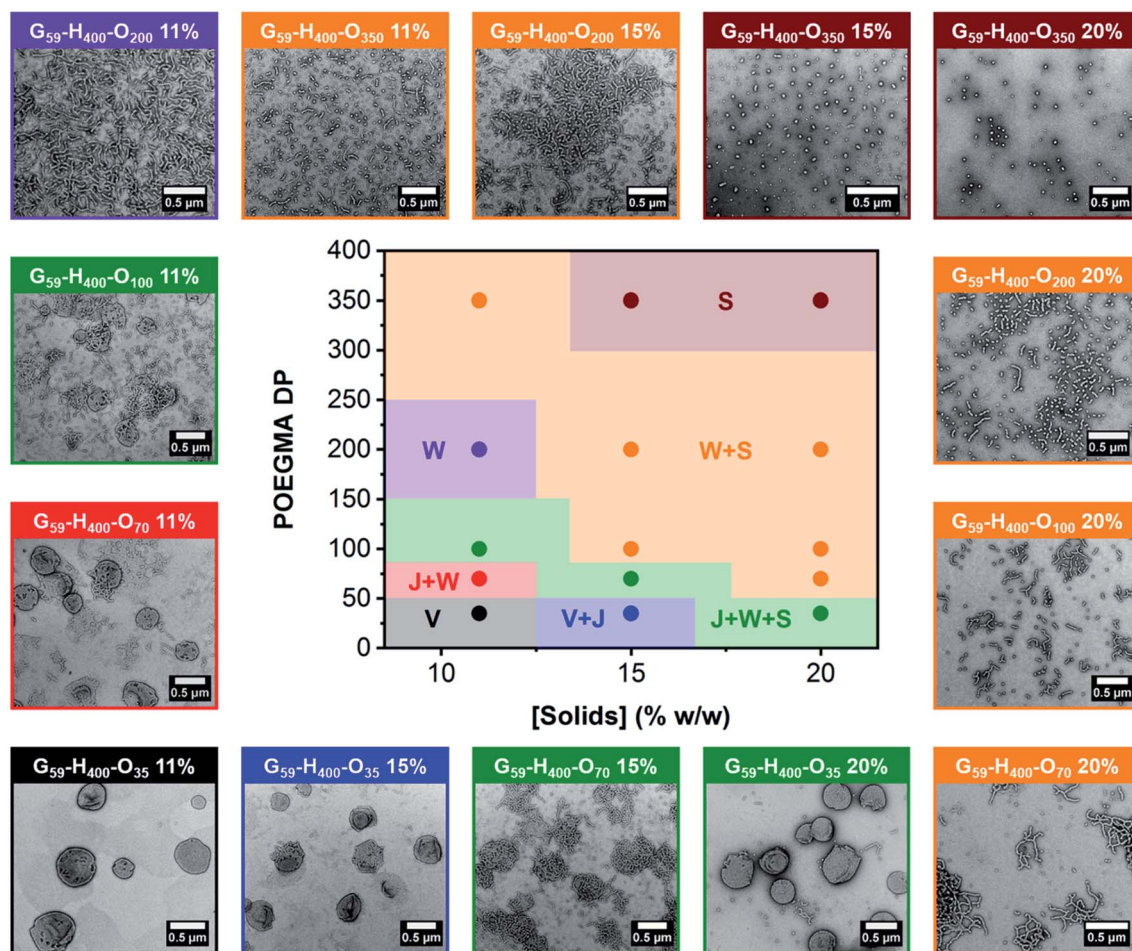 G59-H400-O200 11%
G59-H400-O350 11%
G59-H400-O200 15%
G59-H400-O350 15%
G59-H400-O350 20%
0.5 µm
0.5 µm
0.5 µm
0.5 µm
0.5 µm
G59-H400-O100 11%
0.5 µm
G59-H400-O70 11%
0.5 µm
POEGMA DP
400
350
300
250
200
150
100
50
0
S
W
W+S
J+W
V
V+J
J+W+S
10
15
20
[Solids] (% w/w)
G59-H400-O200 20%
0.5 µm
G59-H400-O100 20%
0.5 µm
G59-H400-O35 11%
G59-H400-O35 15%
G59-H400-O70 15%
G59-H400-O35 20%
G59-H400-O70 20%
0.5 µm
0.5 µm
0.5 µm
0.5 µm
0.5 µm